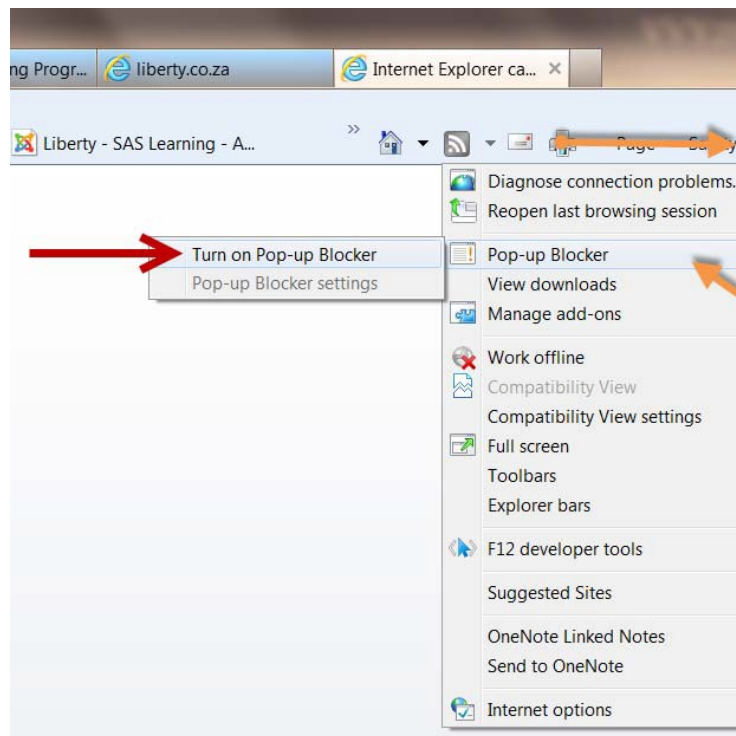 ng Progr...
liberty.co.za
Internet Explorer ca...
Liberty - SAS Learning - A...
Page
Diagnose connection problems.
Reopen last browsing session
Turn on Pop-up Blocker
Pop-up Blocker
Pop-up Blocker settings
View downloads
Manage add-ons
Work offline
Compatibility View
Compatibility View settings
Full screen
Toolbars
Explorer bars
F12 developer tools
Suggested Sites
OneNote Linked Notes
Send to OneNote
Internet options